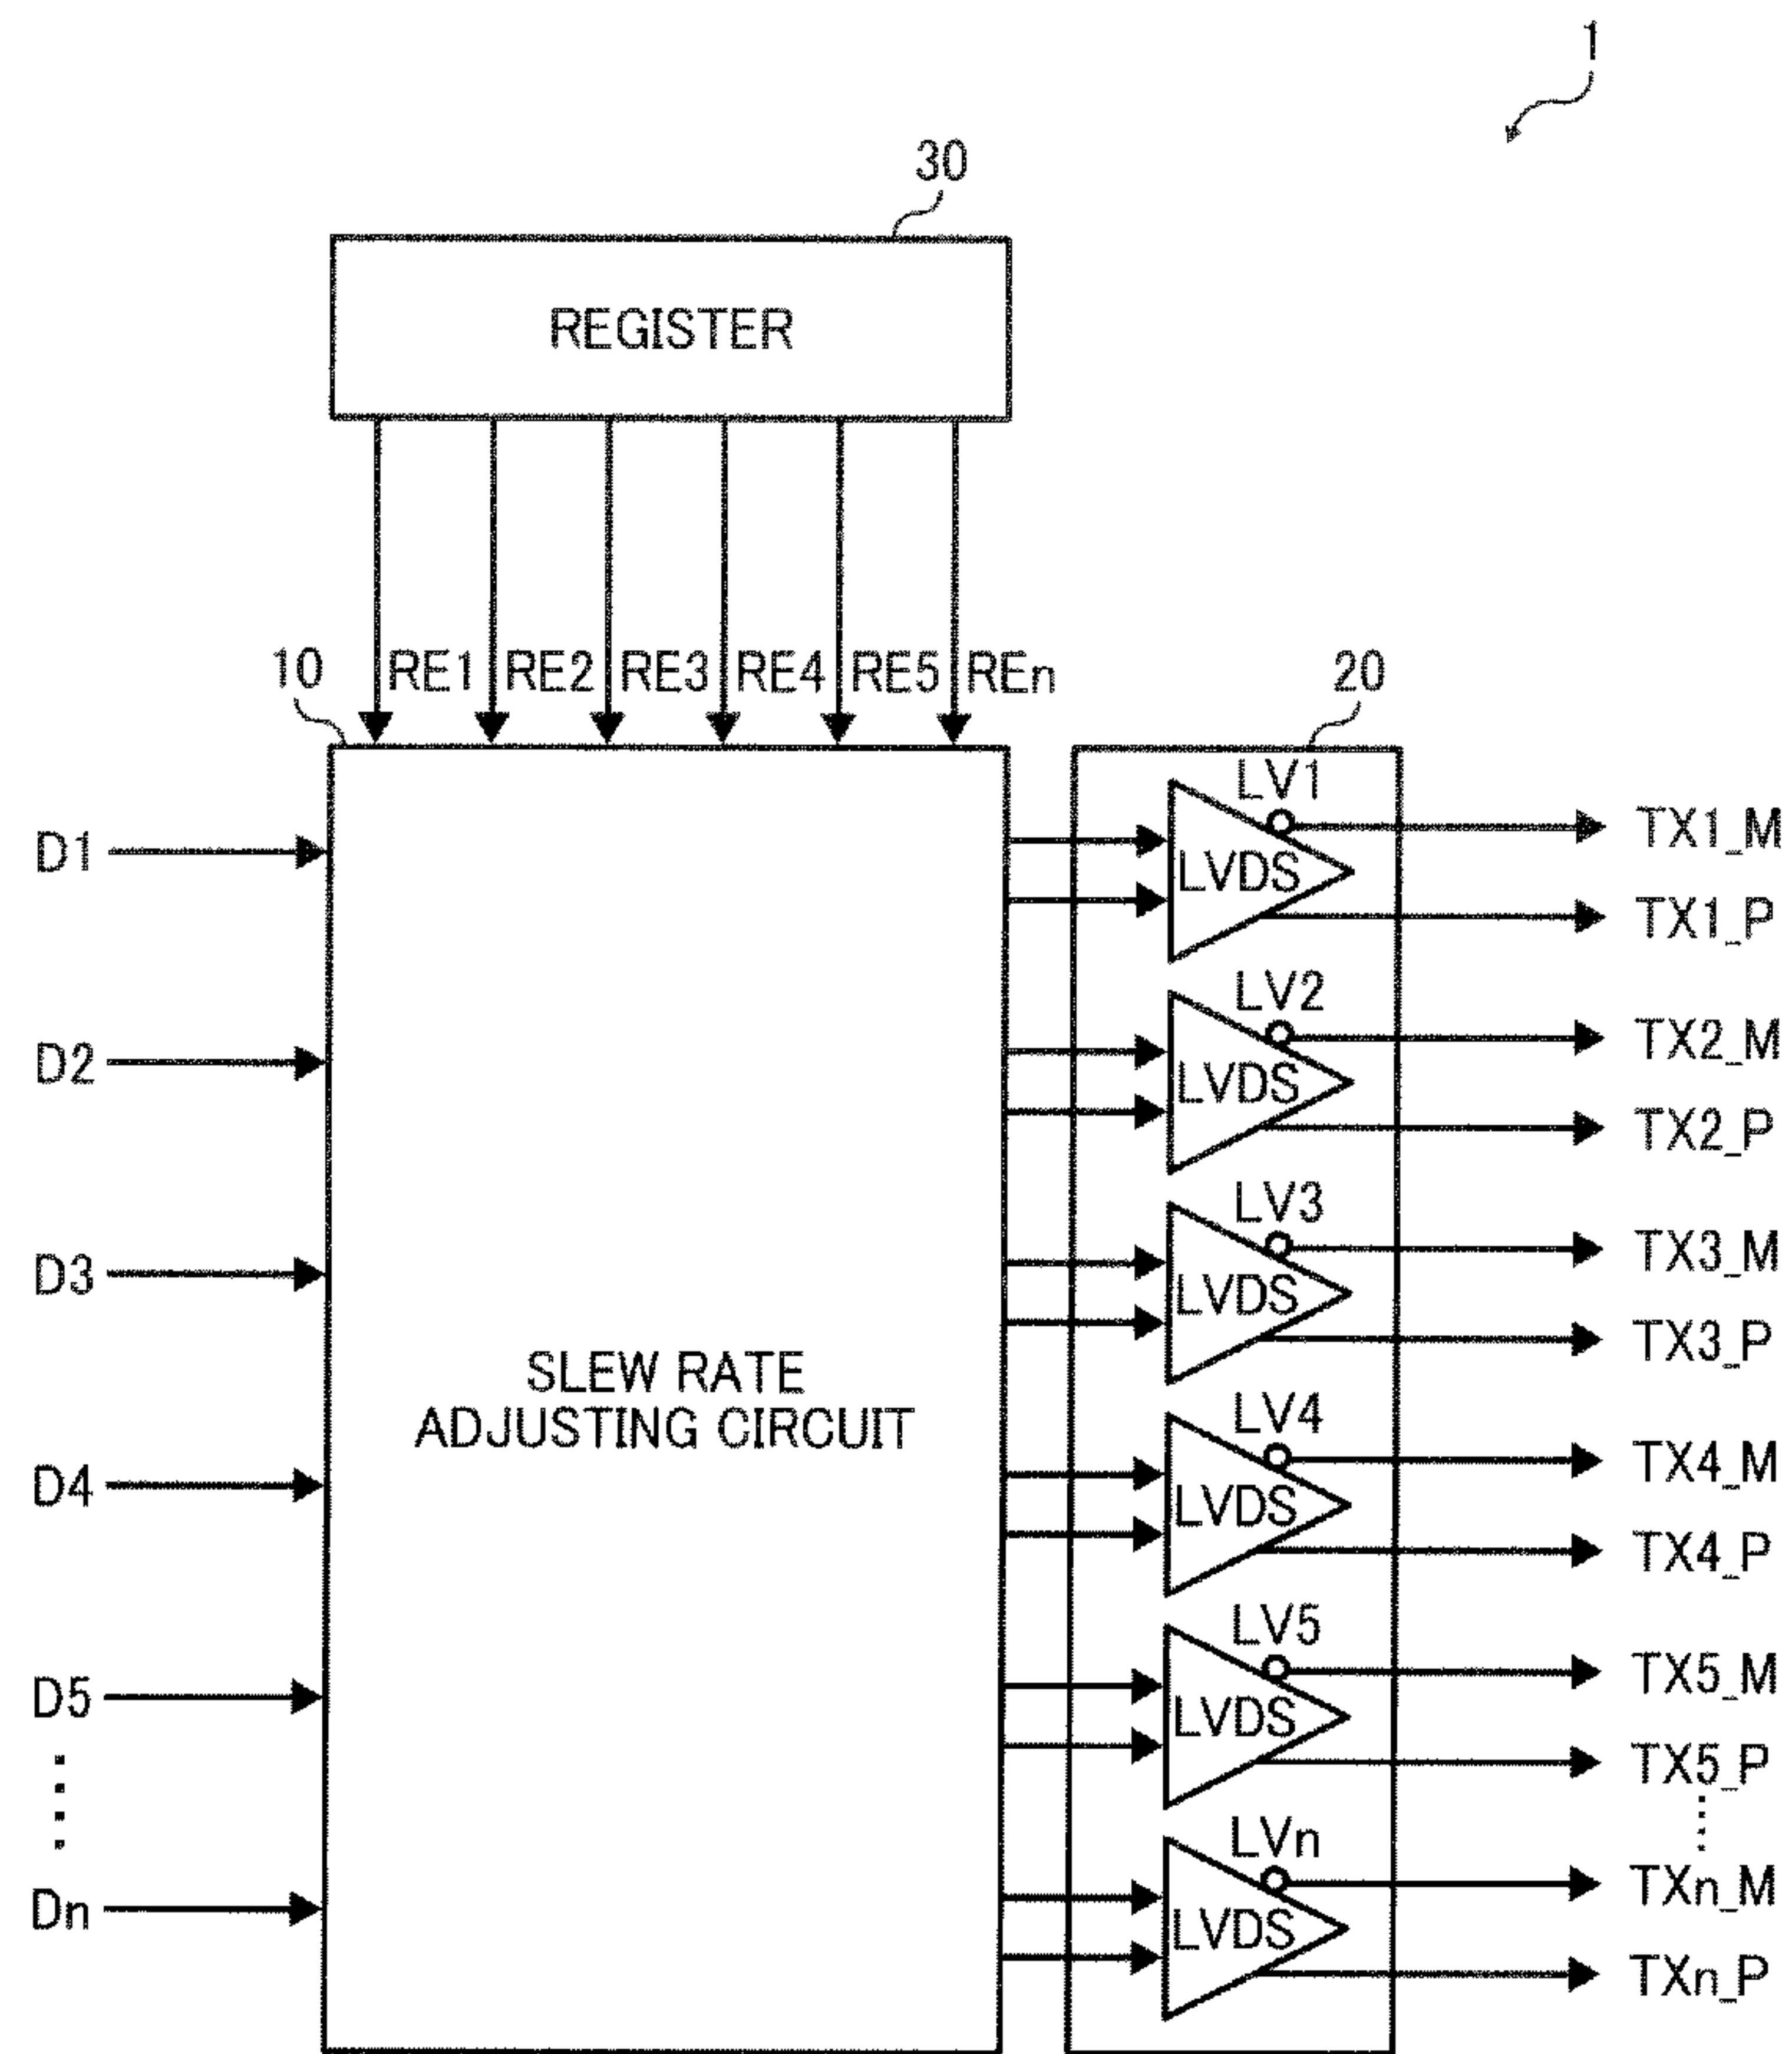 1
30
REGISTER
10
RE1 RE2 RE3 RE4 RE5 REn
20
D1
D2
D3
D4
D5
Dn
SLEW RATE
ADJUSTING CIRCUIT
LV1
LVDS
TX1_M
TX1_P
LV2
LVDS
TX2_M
TX2_P
LV3
LVDS
TX3_M
TX3_P
LV4
LVDS
TX4_M
TX4_P
LV5
LVDS
TX5_M
TX5_P
LVn
LVDS
TXn_M
TXn_P